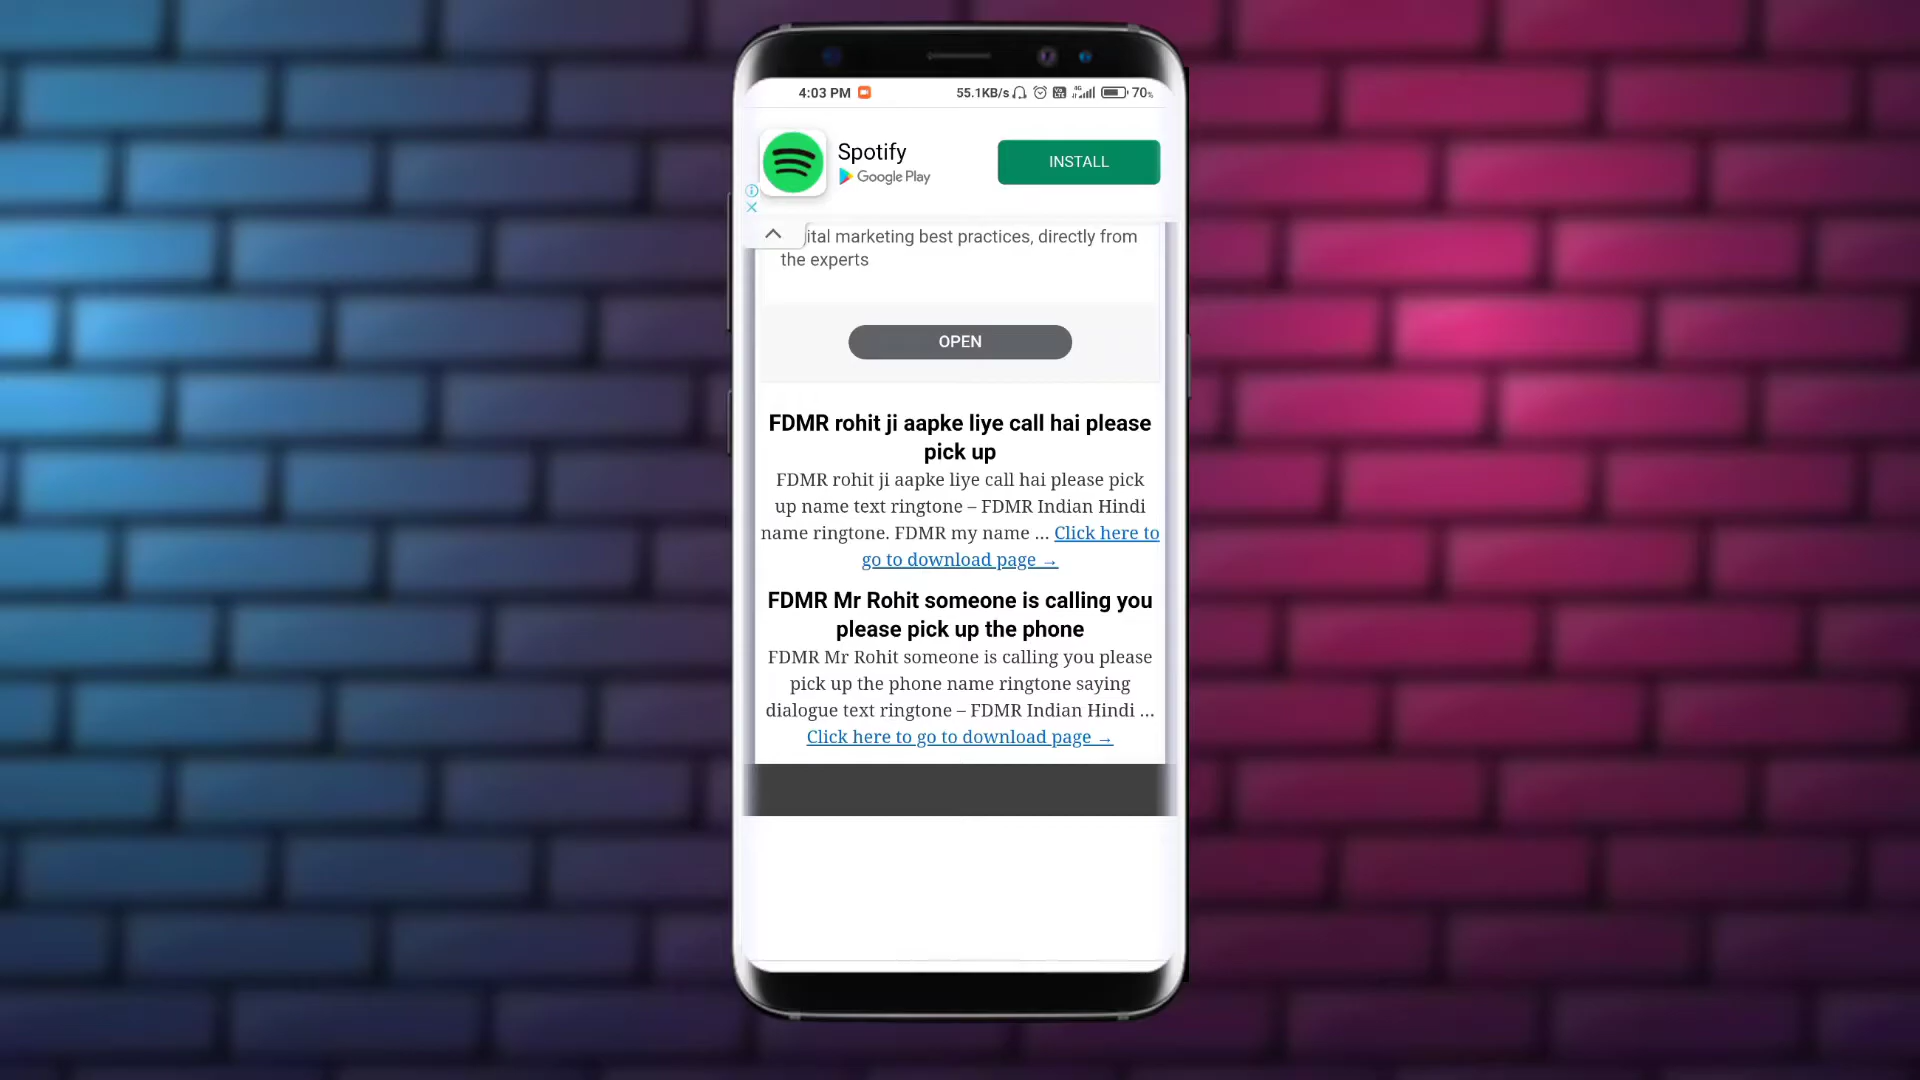 4:03 PM 55.1KB/s 4G 70%
Spotify
Google Play
INSTALL
ital marketing best practices, directly from
the experts
OPEN
FDMR rohit ji aapke liye call hai please
pick up
FDMR rohit ji aapke liye call hai please pick
up name text ringtone – FDMR Indian Hindi
name ringtone. FDMR my name ... Click here to
go to download page →
FDMR Mr Rohit someone is calling you
please pick up the phone
FDMR Mr Rohit someone is calling you please
pick up the phone name ringtone saying
dialogue text ringtone – FDMR Indian Hindi ...
Click here to go to download page →